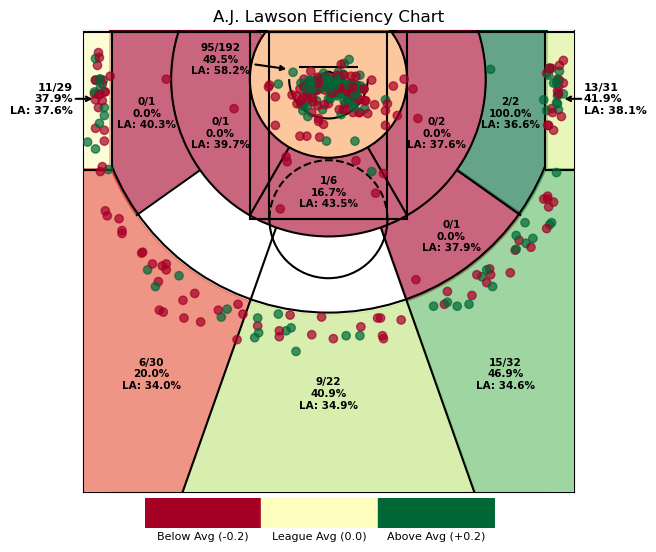 A.J. Lawson Efficiency Chart
95/192
49.5%
LA: 58.2%
11/29
37.9%
LA: 37.6%
13/31
41.9%
LA: 38.1%
0/1
0.0%
LA: 40.3%
0/1
0.0%
LA: 39.7%
0/2
0.0%
LA: 37.6%
2/2
100.0%
LA: 36.6%
1/6
16.7%
LA: 43.5%
0/1
0.0%
LA: 37.9%
6/30
20.0%
LA: 34.0%
9/22
40.9%
LA: 34.9%
15/32
46.9%
LA: 34.6%
Below Avg (-0.2)
League Avg (0.0)
Above Avg (+0.2)